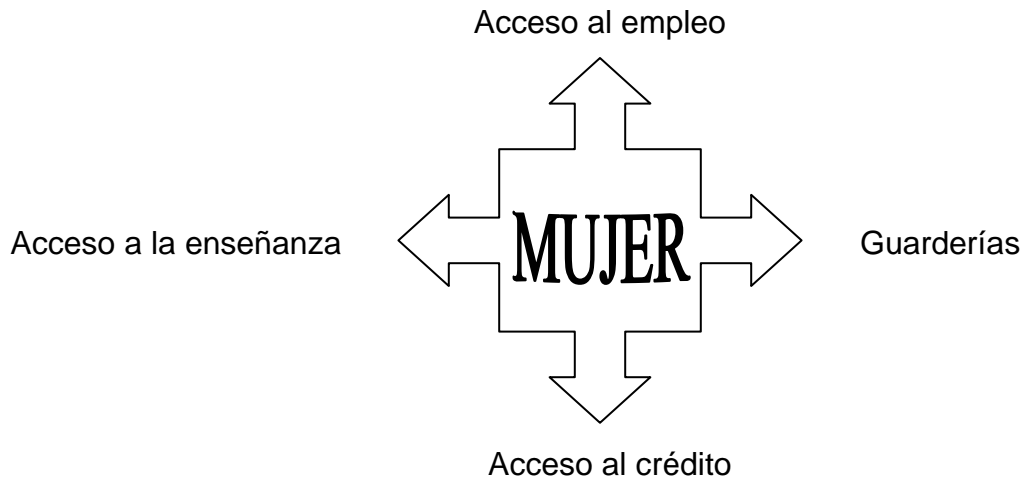 Acceso al empleo
Acceso a la enseñanza
MUJER
Guarderías
Acceso al crédito